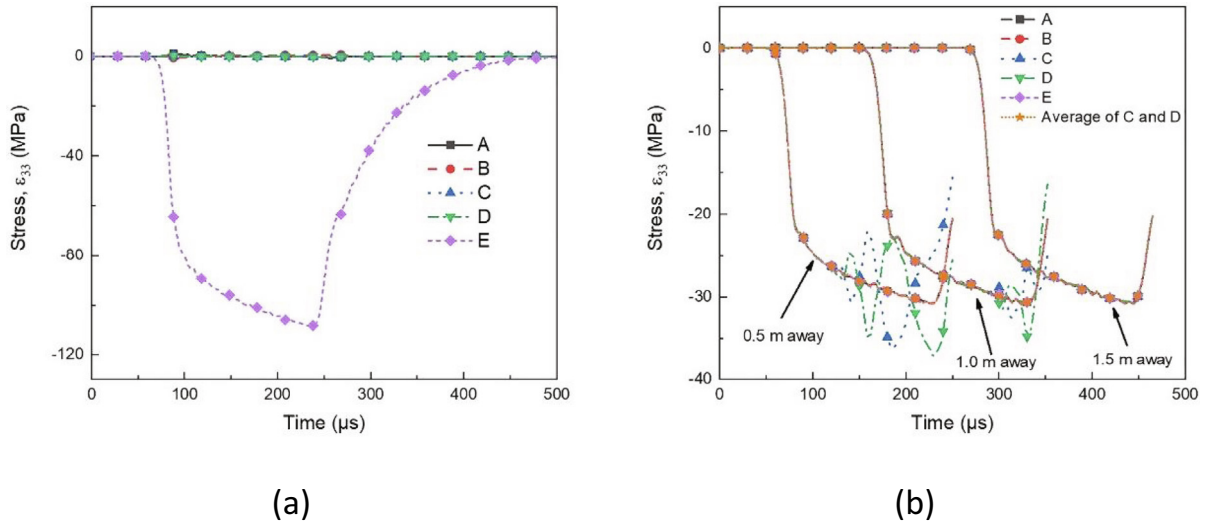 (a)
0
-40
-80
-120
Stress, ε33 (MPa)
A
B
C
D
E
0 100 200 300 400 500
Time (μs)
(a)
(b)
A
B
C
D
E
Average of C and D
0
-10
-20
-30
-40
Stress, ε33 (MPa)
0.5 m away
1.0 m away
1.5 m away
0 100 200 300 400 500
Time (μs)
(b)